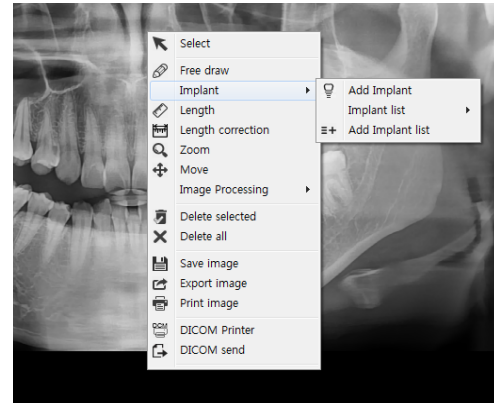 Select
Free draw
Implant
Length
Length correction
Zoom
Move
Image Processing
Delete selected
Delete all
Save image
Export image
Print image
DICOM Printer
DICOM send
Add Implant
Implant list
Add Implant list